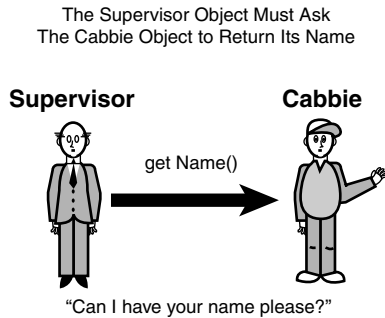 The Supervisor Object Must Ask
The Cabbie Object to Return Its Name
Supervisor
Cabbie
get Name()
“Can I have your name please?”